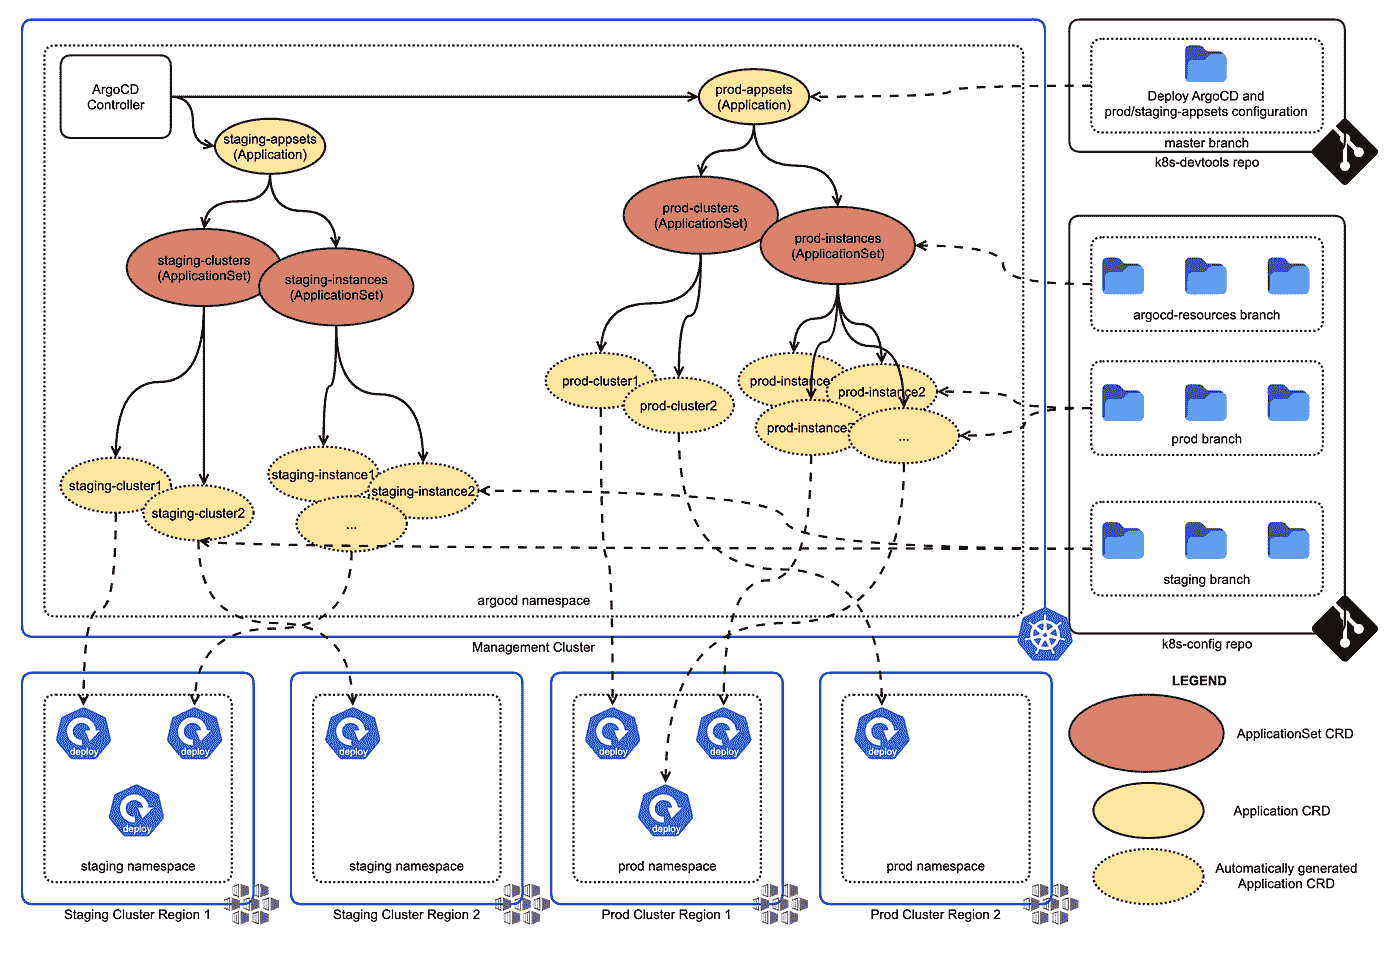 ArgoCD
Controller
prod-appsets
(Application)
staging-appsets
(Application)
prod-clusters
(ApplicationSet)
prod-instances
(ApplicationSet)
staging-clusters
(ApplicationSet)
staging-instances
(ApplicationSet)
prod-cluster1
prod-cluster2
prod-instance
prod-instance2
prod-instance3
...
staging-cluster1
staging-cluster2
staging-instance1
staging-instance2
...
argocd namespace
Management Cluster
Deploy ArgoCD and
prod/staging-appsets configuration
master branch
k8s-devtools repo
argocd-resources branch
prod branch
staging branch
k8s-config repo
deploy
deploy
deploy
staging namespace
Staging Cluster Region 1
deploy
staging namespace
Staging Cluster Region 2
deploy
deploy
deploy
prod namespace
Prod Cluster Region 1
deploy
prod namespace
Prod Cluster Region 2
LEGEND
ApplicationSet CRD
Application CRD
Automatically generated
Application CRD